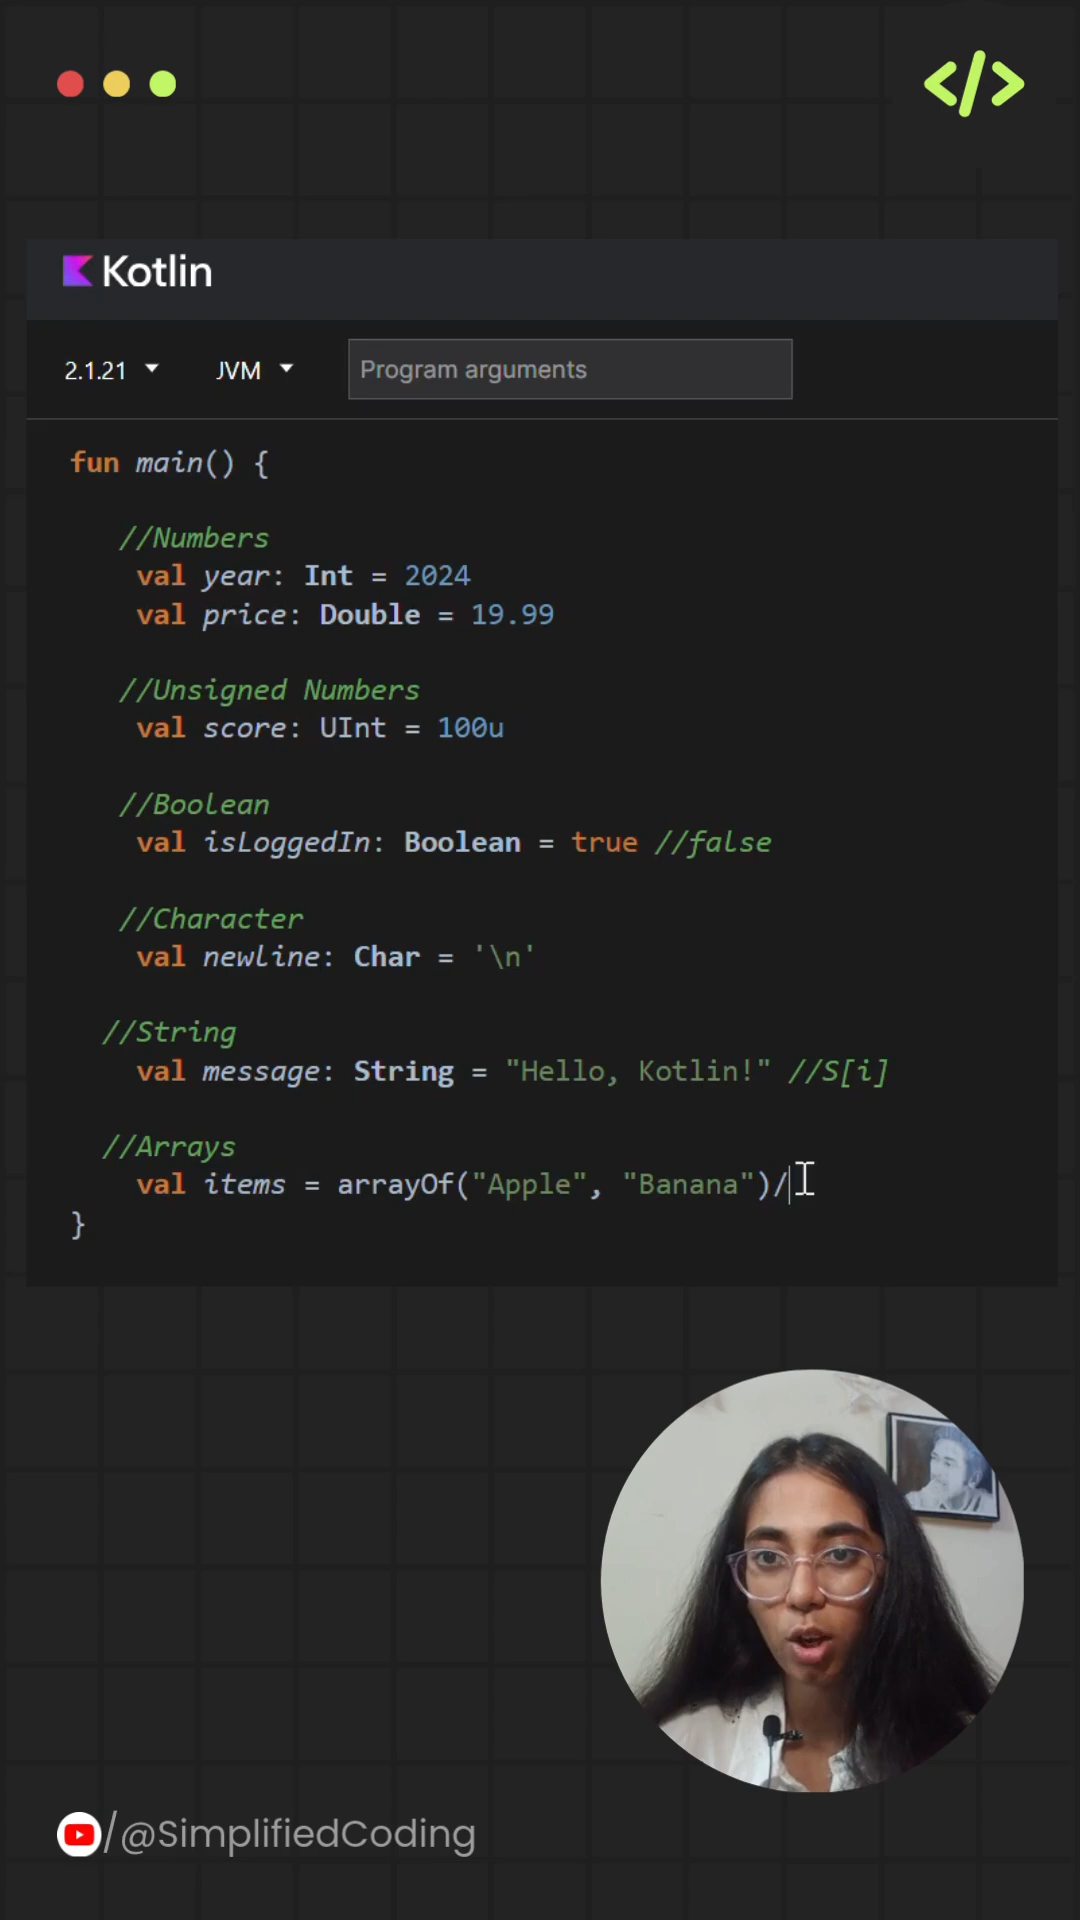 </>
Kotlin
2.1.21 JVM Program arguments
fun main() {
//Numbers
val year: Int = 2024
val price: Double = 19.99
//Unsigned Numbers
val score: UInt = 100u
//Boolean
val isLoggedIn: Boolean = true //false
//Character
val newline: Char = '\n'
//String
val message: String = "Hello, Kotlin!" //S[i]
//Arrays
val items = arrayOf("Apple", "Banana")/
}
/@SimplifiedCoding